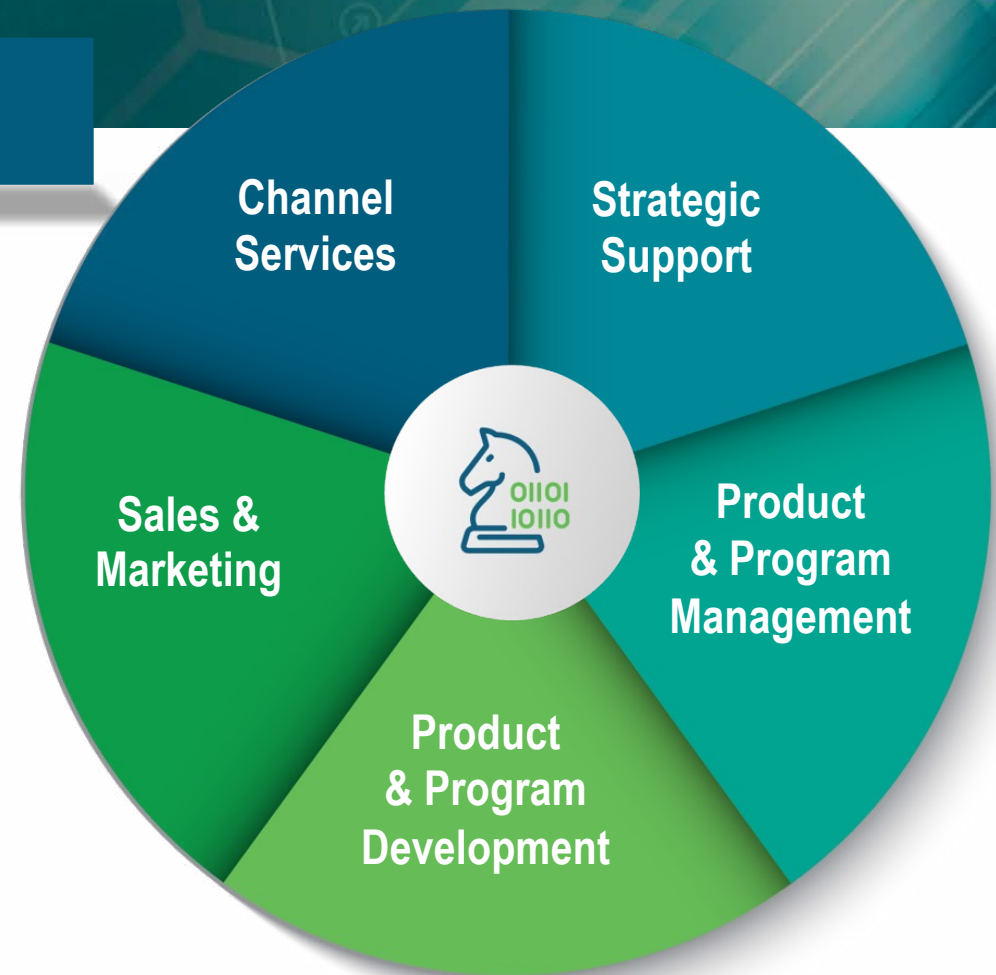 Channel
Services
Strategic
Support
Product
& Program
Management
Product
& Program
Development
Sales &
Marketing
01101
10110